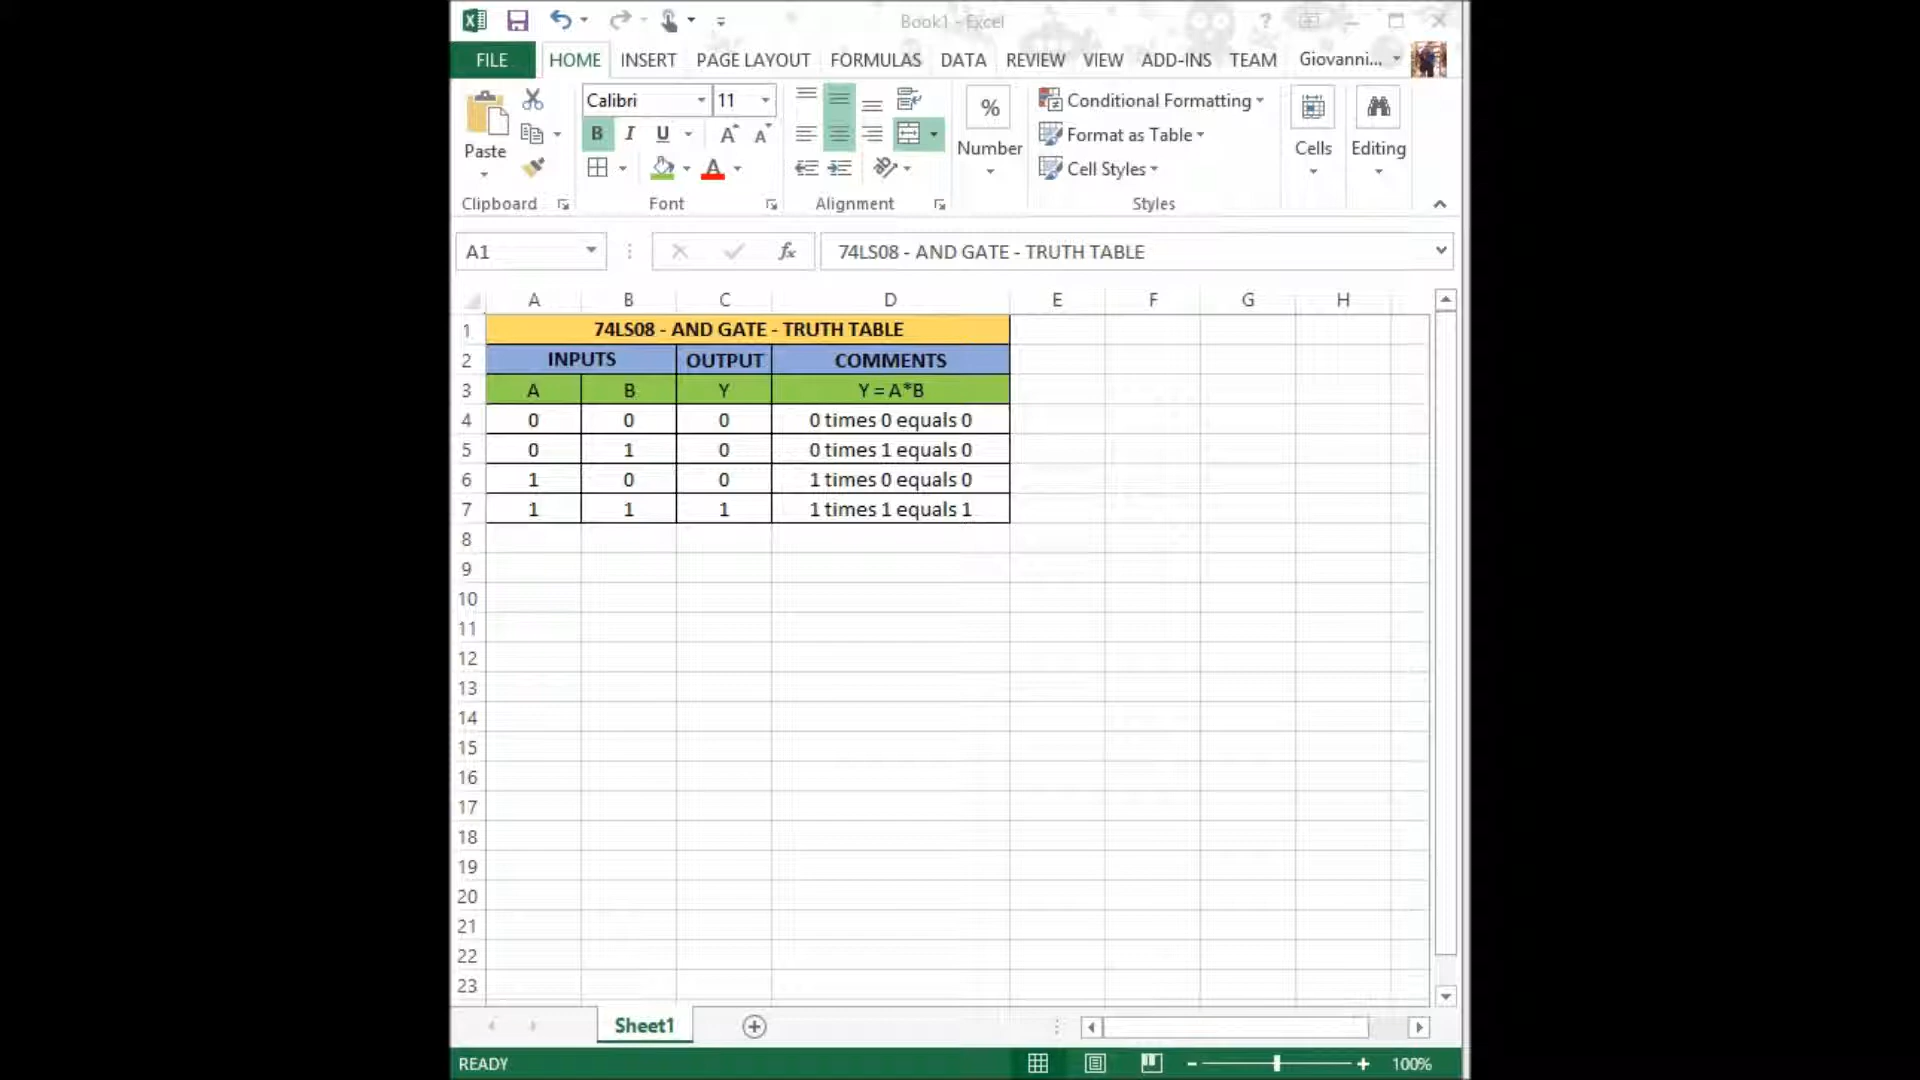 Book1 - Excel
FILE HOME INSERT PAGE LAYOUT FORMULAS DATA REVIEW VIEW ADD-INS TEAM Giovanni...
Paste
Calibri 11
B I U A A
A
%
Number
Conditional Formatting
Format as Table
Cell Styles
Cells
Editing
Clipboard Font Alignment Styles
A1 fx 74LS08 - AND GATE - TRUTH TABLE
A B C D E F G H
1 74LS08 - AND GATE - TRUTH TABLE
2 INPUTS OUTPUT COMMENTS
3 A B Y Y = A*B
4 0 0 0 0 times 0 equals 0
5 0 1 0 0 times 1 equals 0
6 1 0 0 1 times 0 equals 0
7 1 1 1 1 times 1 equals 1
8
9
10
11
12
13
14
15
16
17
18
19
20
21
22
23
Sheet1
READY 100%